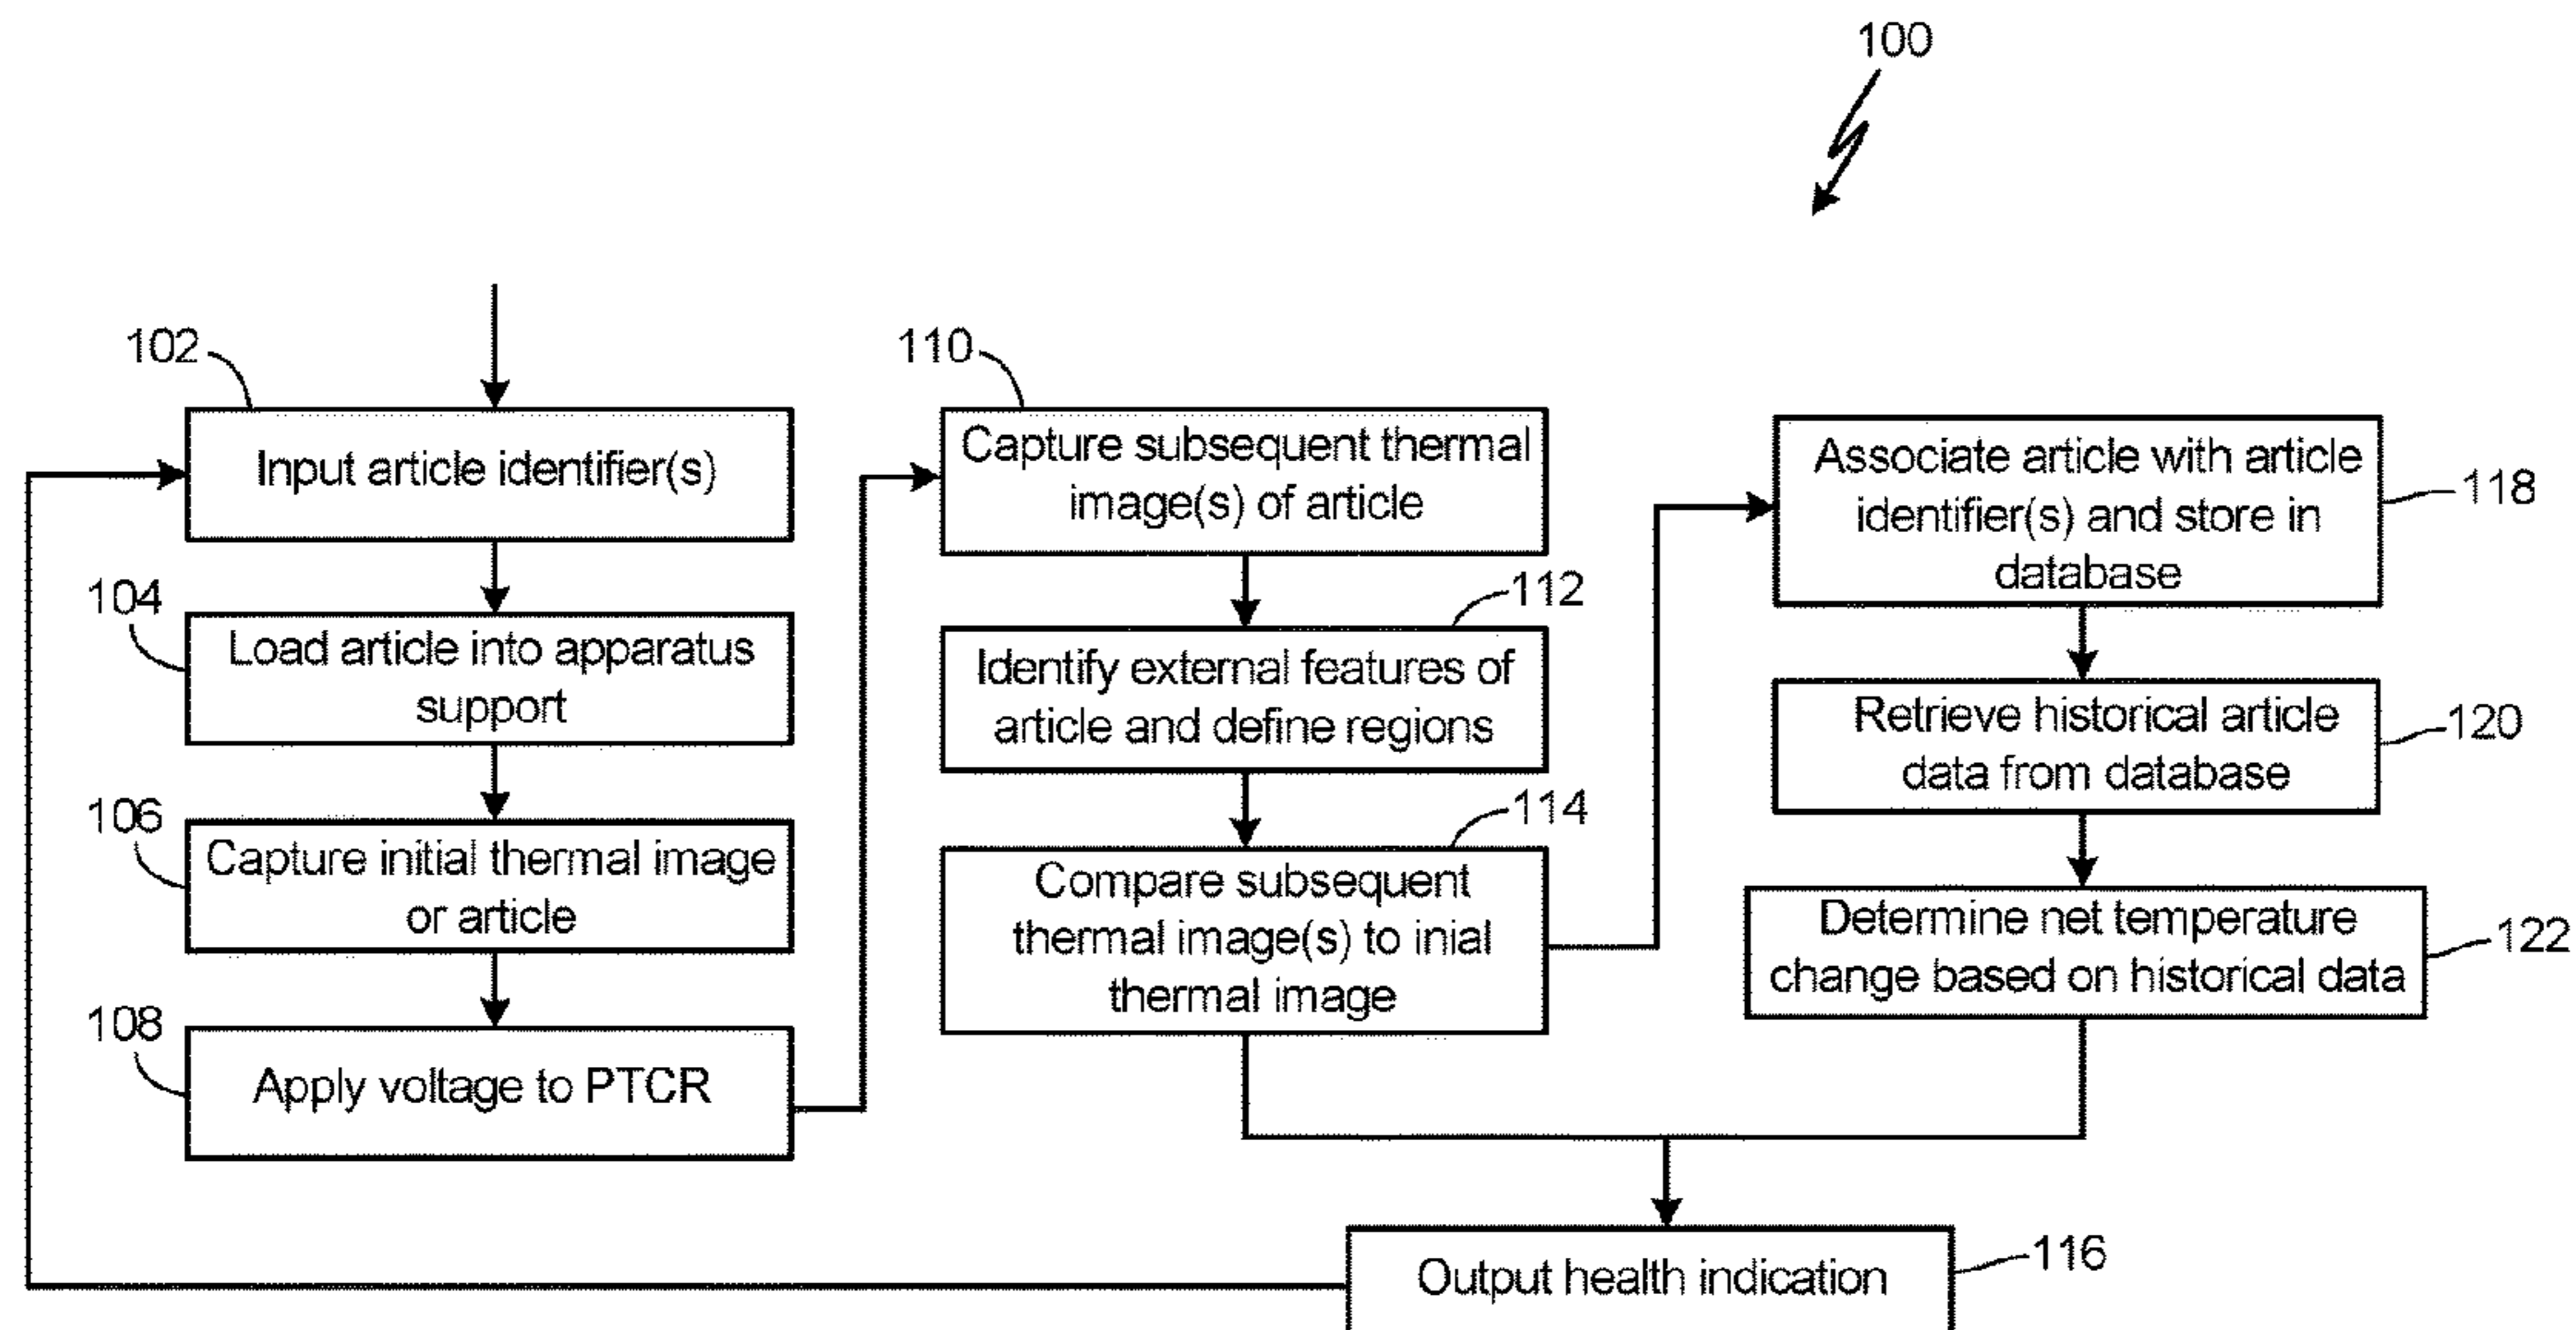 100
102
Input article identifier(s)
104
Load article into apparatus
support
106
Capture initial thermal image
or article
108
Apply voltage to PTCR
110
Capture subsequent thermal
image(s) of article
112
Identify external features of
article and define regions
114
Compare subsequent
thermal image(s) to inial
thermal image
Associate article with article
identifier(s) and store in
database
118
Retrieve historical article
data from database
120
Determine net temperature
change based on historical data
122
Output health indication
116